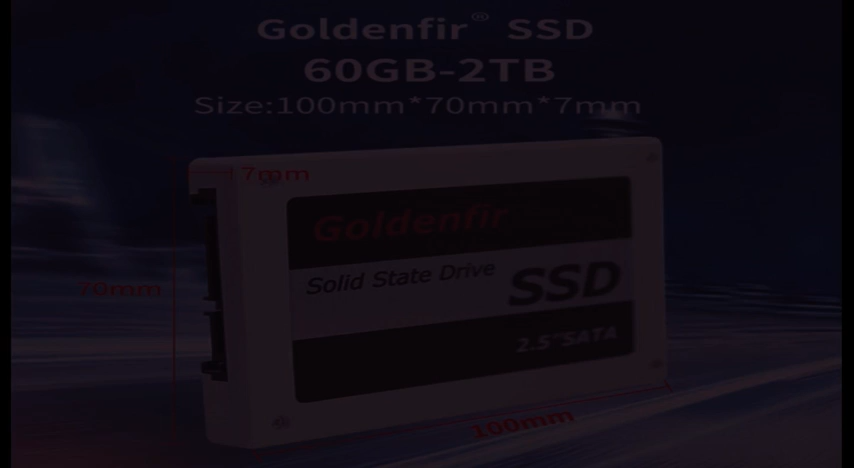 Goldenfir® SSD
60GB-2TB
Size:100mm*70mm*7mm
7mm
Goldenfir
Solid State Drive
SSD
70mm
2.5"SATA
100mm